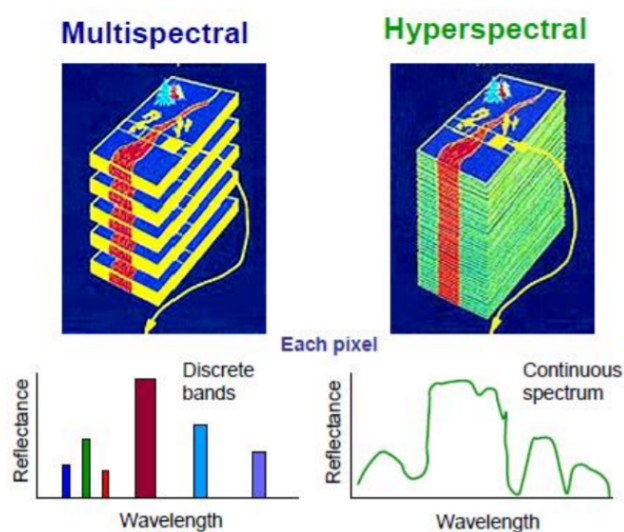 Multispectral
Hyperspectral
Each pixel
Reflectance
Discrete
bands
Wavelength
Reflectance
Continuous
spectrum
Wavelength